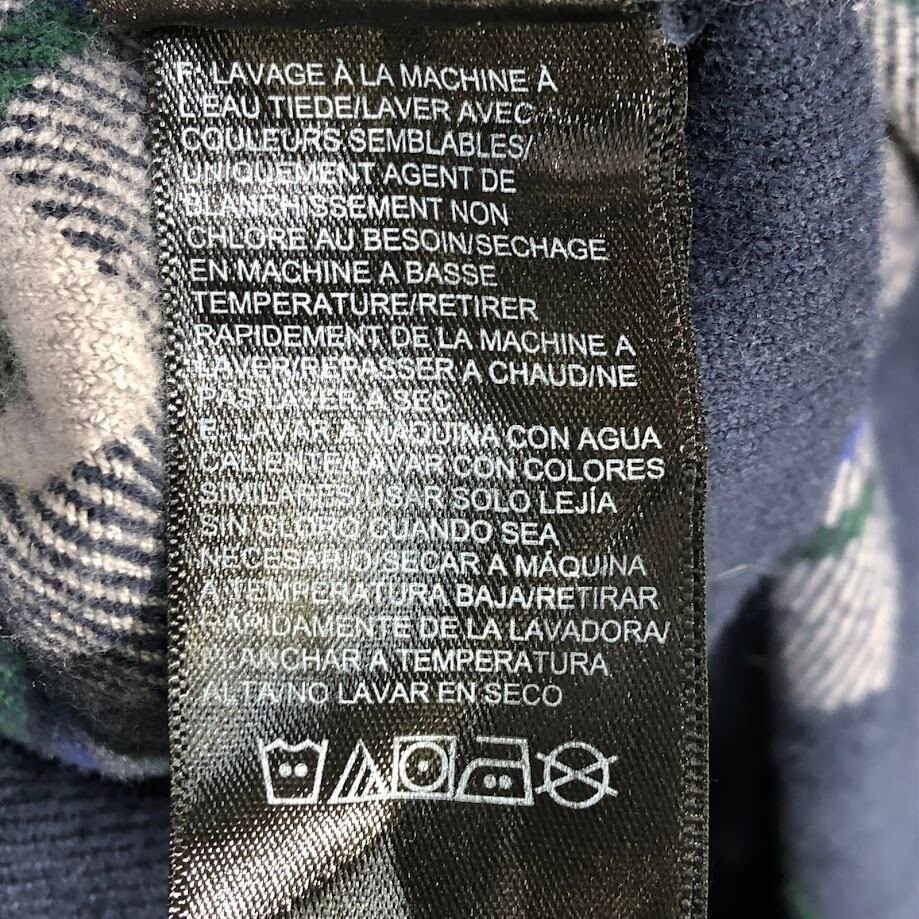 F: LAVAGE À LA MACHINE À
L'EAU TIEDE/LAVER AVEC
COULEURS SEMBLABLES/
UNIQUEMENT AGENT DE
BLANCHISSEMENT NON
CHLORE AU BESOIN/SECHAGE
EN MACHINE A BASSE
TEMPERATURE/RETIRER
RAPIDEMENT DE LA MACHINE A
LAVER/REPASSER A CHAUD/NE
PAS LAVER A SEC
E: LAVAR A MÁQUINA CON AGUA
CALIENTE/LAVAR CON COLORES
SIMILARES/USAR SOLO LEJÍA
SIN CLORO CUANDO SEA
NECESARIO/SECAR A MÁQUINA
A TEMPERATURA BAJA/RETIRAR
RAPIDAMENTE DE LA LAVADORA/
PLANCHAR A TEMPERATURA
ALTA/NO LAVAR EN SECO